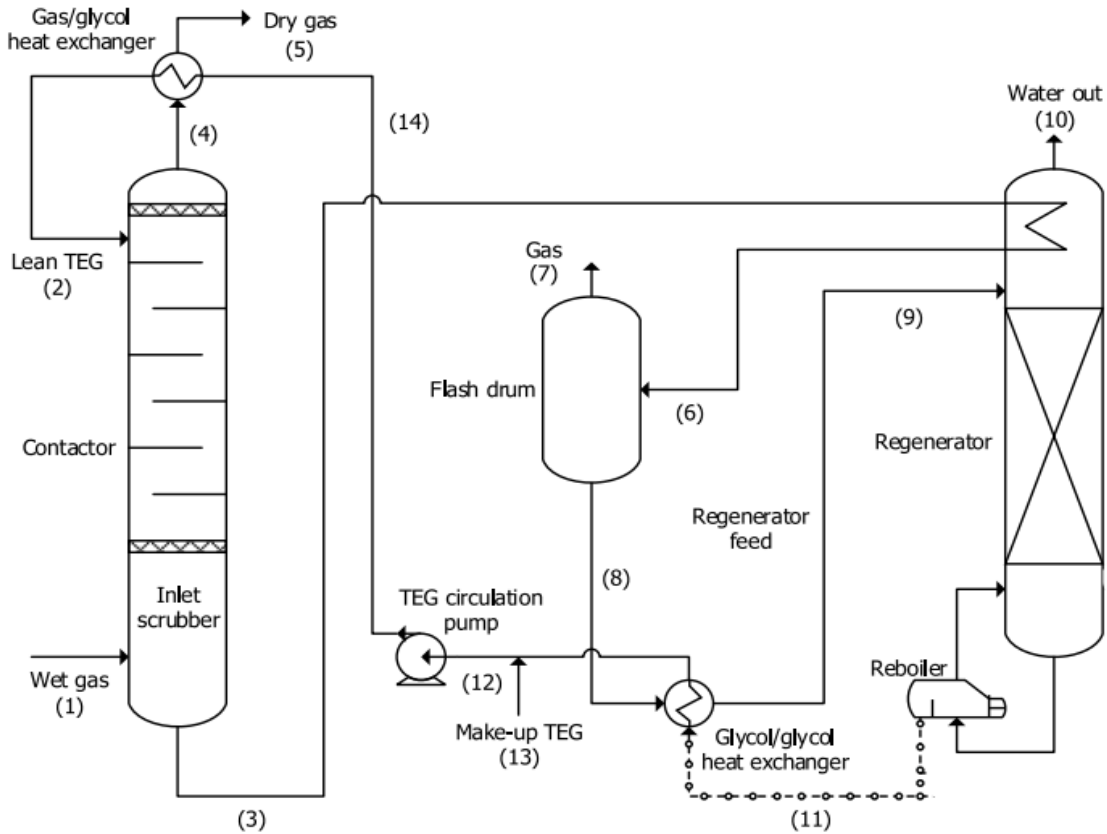 Gas/glycol
heat exchanger
Dry gas
(5)
(4)
(14)
Water out
(10)
Lean TEG
(2)
Gas
(7)
(9)
Flash drum
(6)
Contactor
Regenerator
Regenerator
feed
(8)
Inlet
scrubber
TEG circulation
pump
Wet gas
(1)
(12)
Make-up TEG
(13)
Reboiler
Glycol/glycol
heat exchanger
(3)
(11)